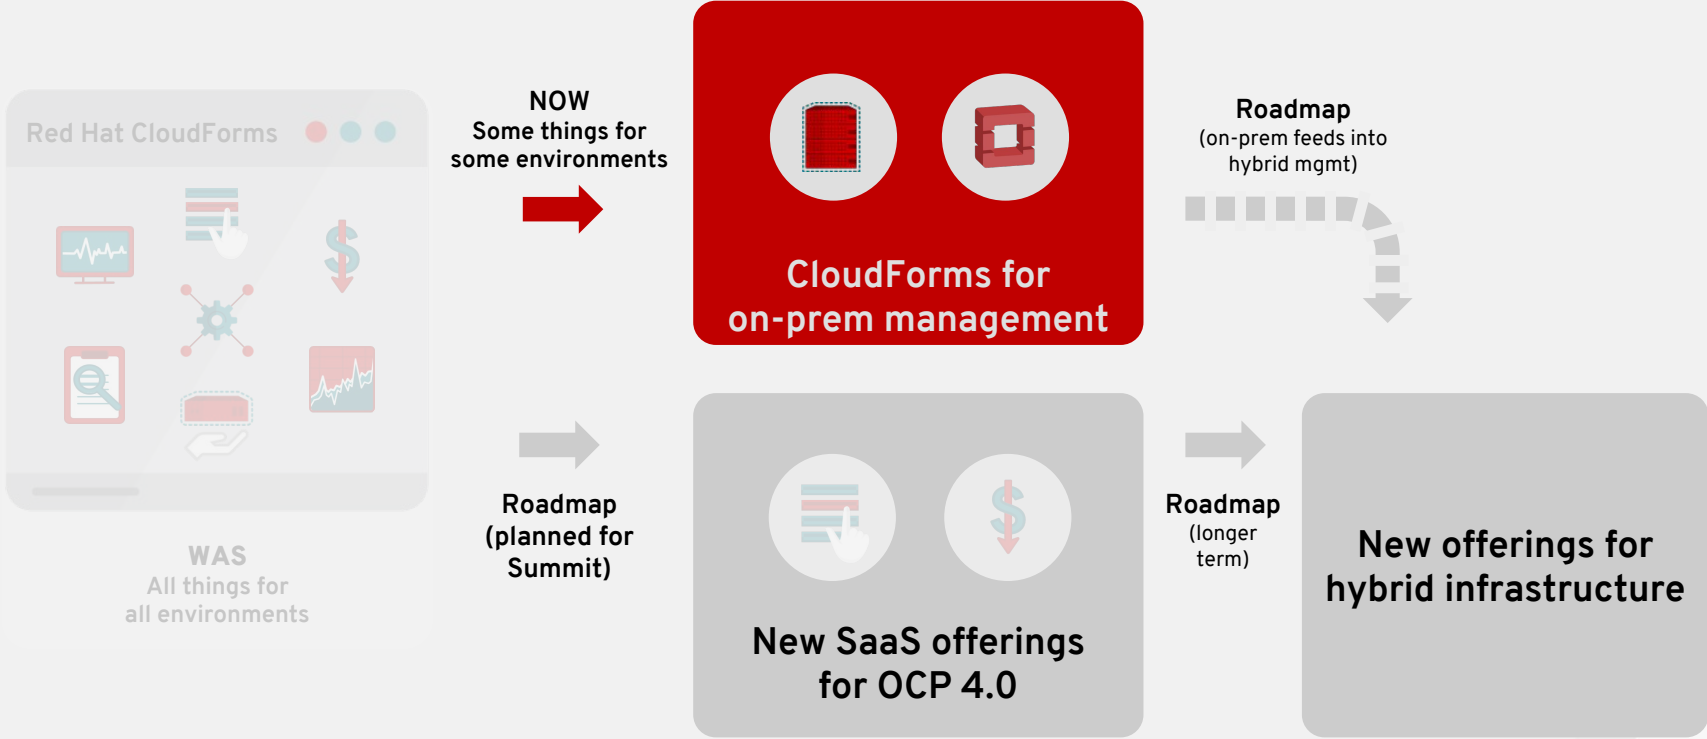 Red Hat CloudForms
WAS
All things for
all environments
NOW
Some things for
some environments
CloudForms for
on-prem management
Roadmap
(on-prem feeds into
hybrid mgmt)
Roadmap
(planned for
Summit)
New SaaS offerings
for OCP 4.0
Roadmap
(longer
term)
New offerings for
hybrid infrastructure